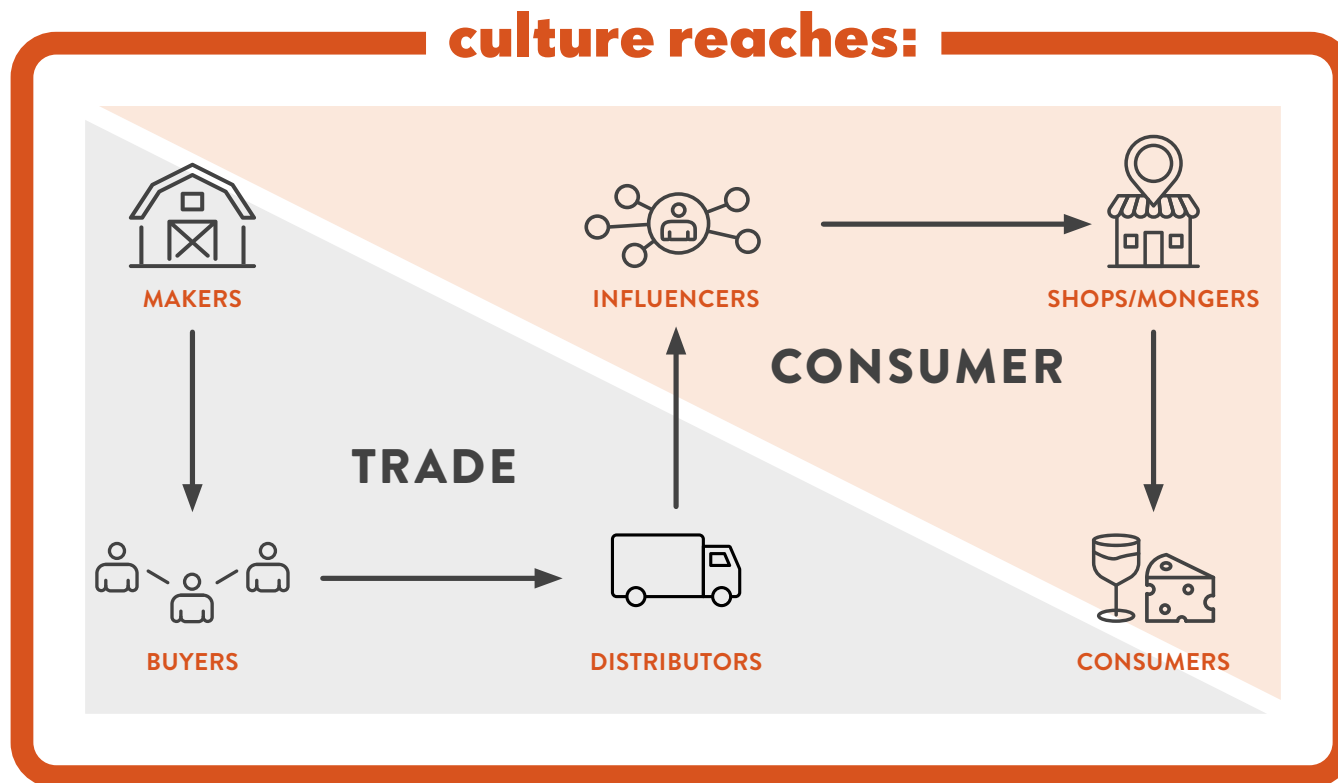 culture reaches:
MAKERS
INFLUENCERS
SHOPS/MONGERS
CONSUMER
TRADE
BUYERS
DISTRIBUTORS
CONSUMERS